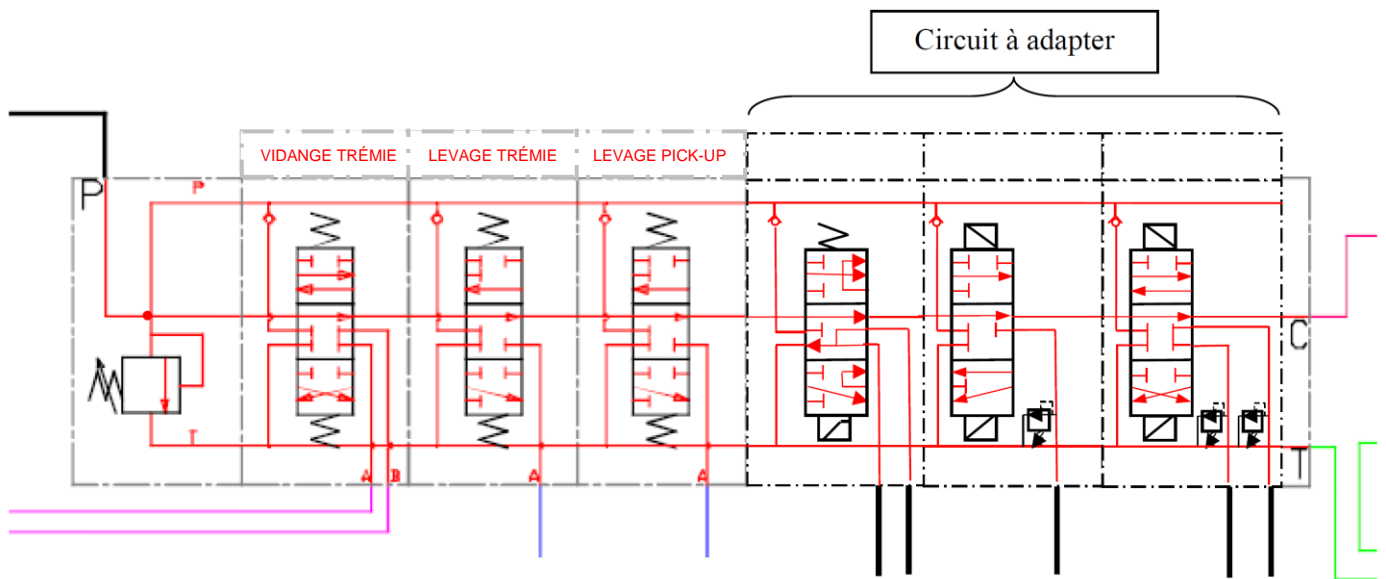 Circuit à adapter
VIDANGE TRÉMIE
LEVAGE TRÉMIE
LEVAGE PICK-UP
P
P
C
T
T
A
B
A
A